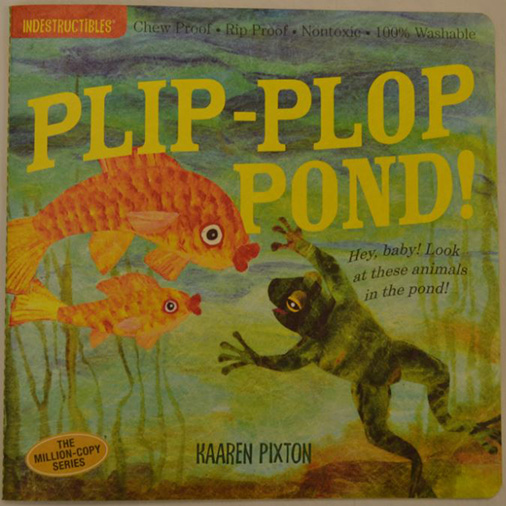 INDESTRUCTIBLES®
Chew Proof • Rip Proof • Nontoxic • 100% Washable
PLIP-PLOP
POND!
Hey, baby! Look
at these animals
in the pond!
KAAREN PIXTON
THE
MILLION-COPY
SERIES